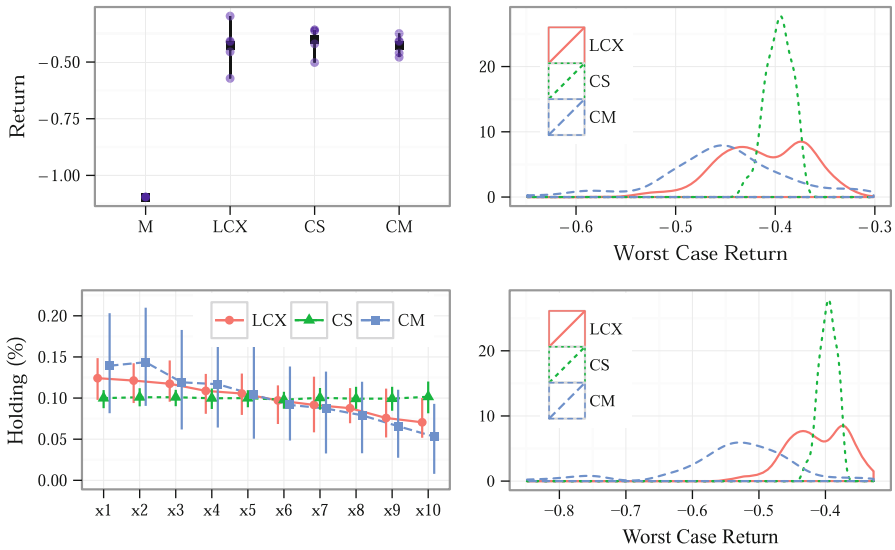 Return
−0.50
−0.75
−1.00
M LCX CS CM
LCX
CS
CM
20
10
0
−0.6 −0.5 −0.4 −0.3
Worst Case Return
Holding (%)
0.20
0.15
0.10
0.05
0.00
LCX CS CM
x1 x2 x3 x4 x5 x6 x7 x8 x9 x10
LCX
CS
CM
20
10
0
−0.8 −0.7 −0.6 −0.5 −0.4
Worst Case Return